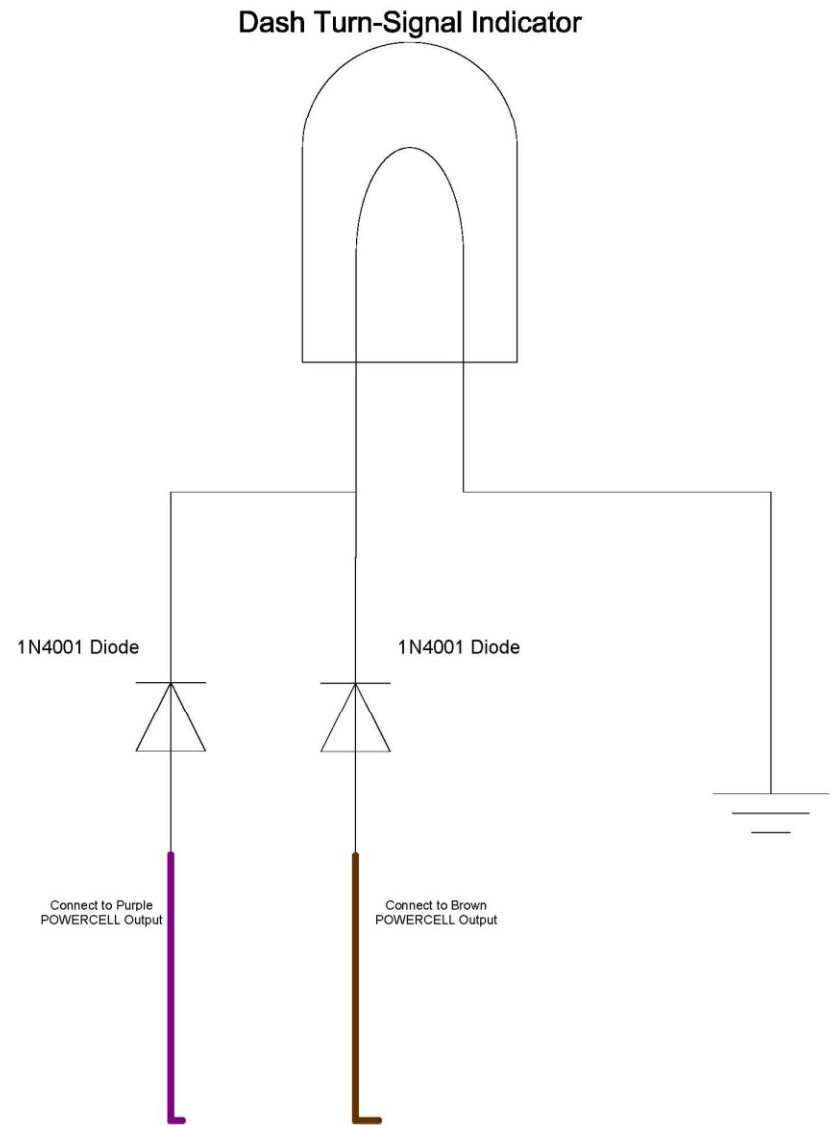 Dash Turn-Signal Indicator
1N4001 Diode
1N4001 Diode
Connect to Purple
POWERCELL Output
Connect to Brown
POWERCELL Output